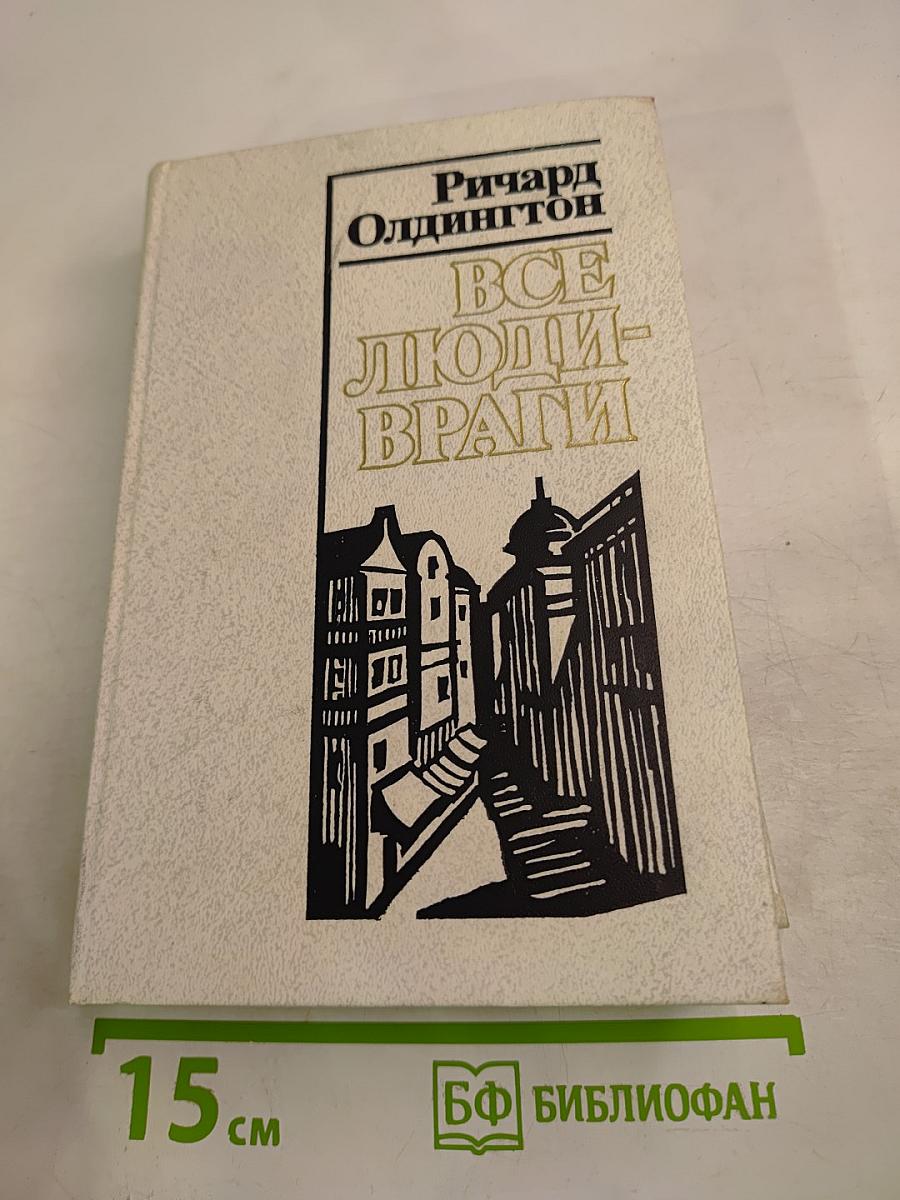 Ричард
Олдингтон
ВСЕ
ЛЮДИ-
ВРАГИ
15 см
БФ БИБЛИОФАН